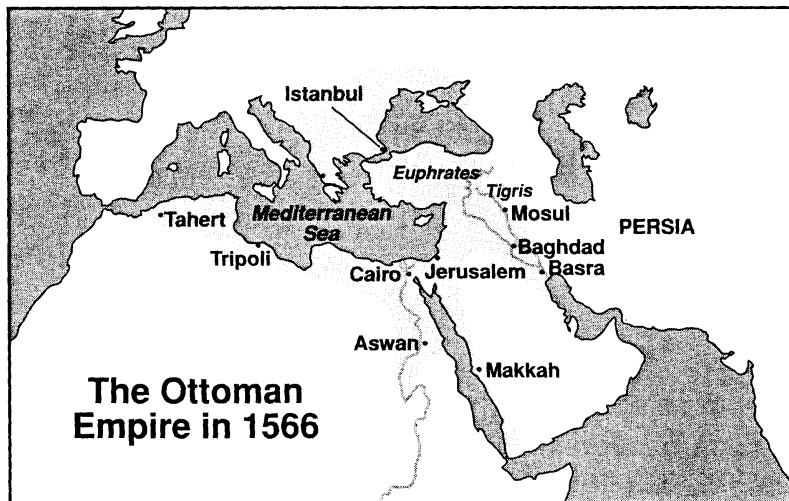 Istanbul
Euphrates
Tigris
Mosul
Tahert
Mediterranean
Sea
PERSIA
Tripoli
Baghdad
Cairo
Jerusalem
Basra
Aswan
Makkah
The Ottoman
Empire in 1566